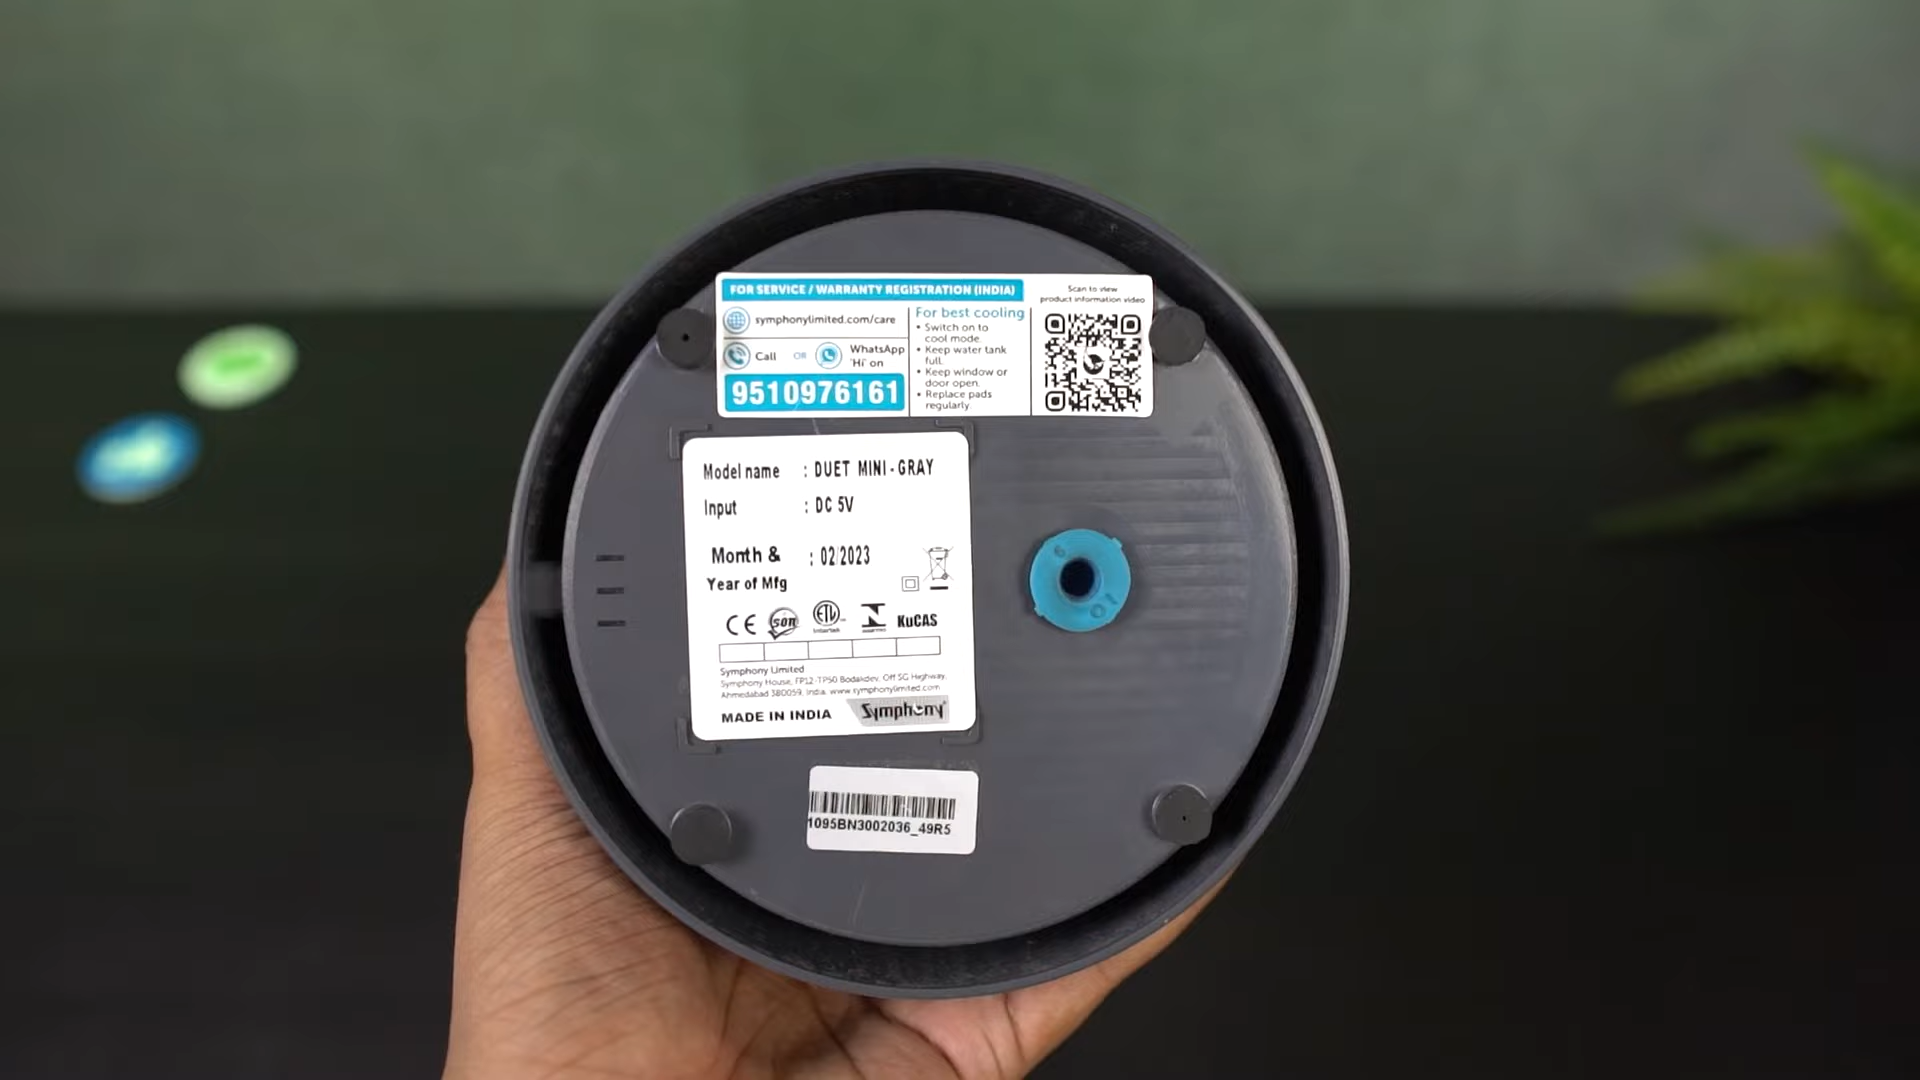 FOR SERVICE / WARRANTY REGISTRATION (INDIA)
symphonylimited.com/care
Call OR WhatsApp
'Hi' on
9510976161
For best cooling
• Switch on to
cool mode.
• Keep water tank
full.
• Keep window or
door open.
• Replace pads
regularly.
Scan to view
product information video
Model name : DUET MINI - GRAY
Input : DC 5V
Month & : 02/2023
Year of Mfg
CE SON ETL Intertek KuCAS
Symphony Limited
Symphony House, FP12-TP50 Bodakdev, Off SG Highway,
Ahmedabad 380059, India. www.symphonylimited.com
MADE IN INDIA Symphony
1095BN3002036_49R5